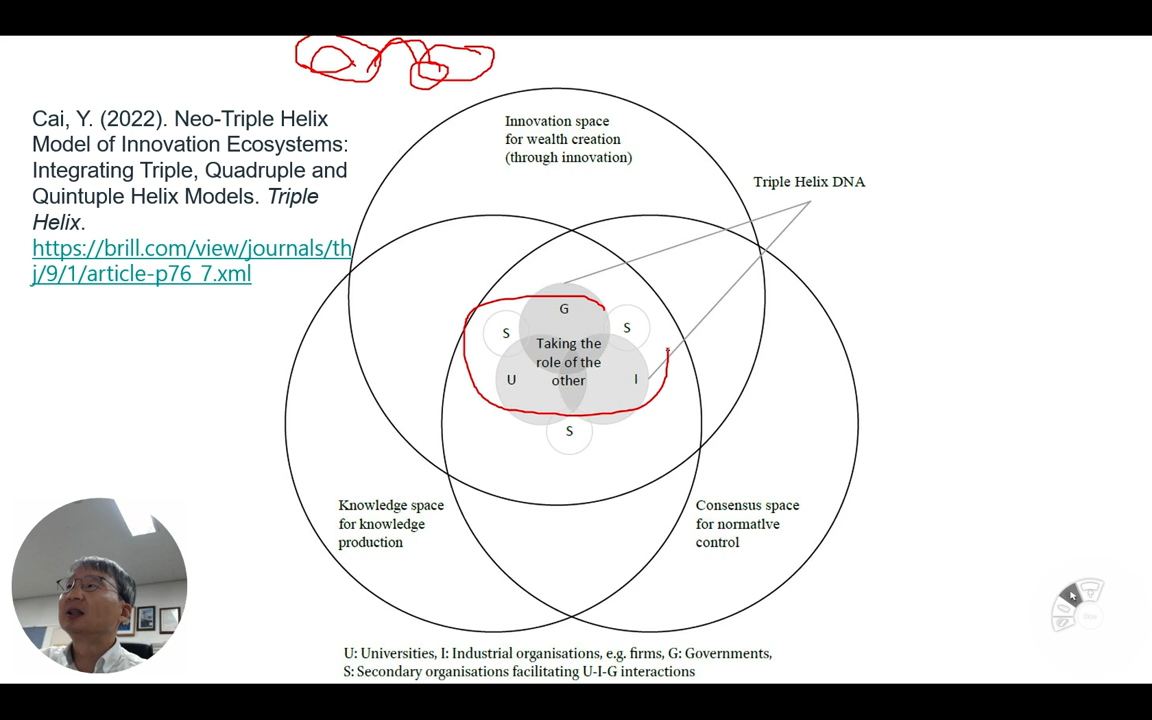 Cai, Y. (2022). Neo-Triple Helix
Model of Innovation Ecosystems:
Integrating Triple, Quadruple and
Quintuple Helix Models. Triple
Helix.
https://brill.com/view/journals/th
j/9/1/article-p76_7.xml
Innovation space
for wealth creation
(through innovation)
Triple Helix DNA
G
S
S
Taking the
role of the
other
U
I
S
Knowledge space
for knowledge
production
Consensus space
for normative
control
U: Universities, I: Industrial organisations, e.g. firms, G: Governments,
S: Secondary organisations facilitating U-I-G interactions